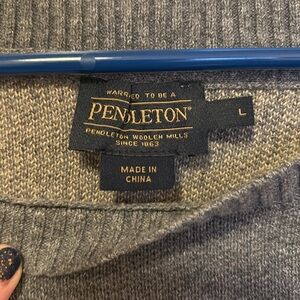 WARRANTED TO BE A
PENDLETON®
PENDLETON WOOLEN MILLS
SINCE 1863
L
MADE IN
CHINA